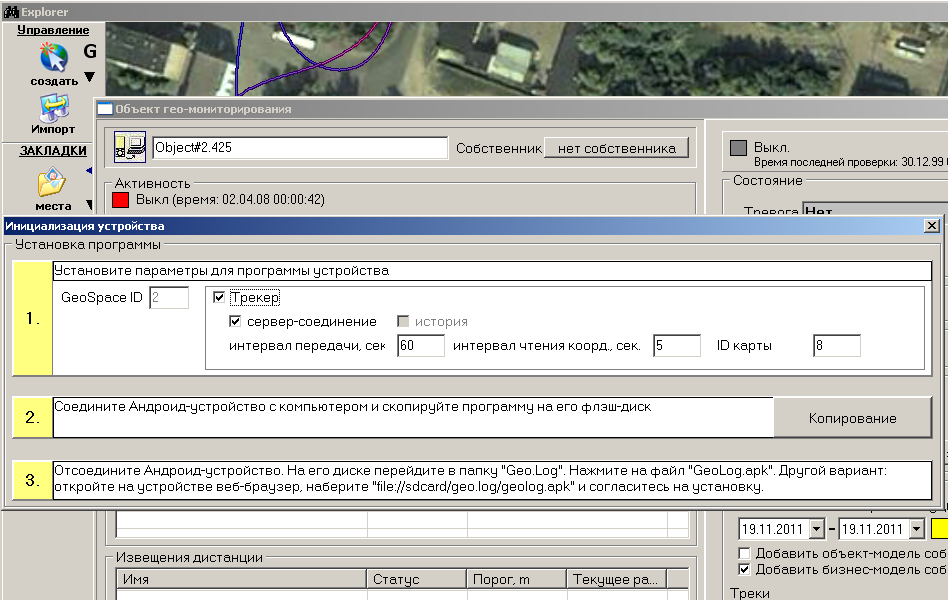 Explorer
Управление
G
создать
Импорт
ЗАКЛАДКИ
места
Объект гео-мониторирования
Object#2.425
Собственник
нет собственника
Активность
Выкл (время: 02.04.08 00:00:42)
Выкл.
Время последней проверки: 30.12.99
Состояние
Тревога
Нет
Инициализация устройства
Установка программы
1.
Установите параметры для программы устройства
GeoSpace ID
2
Трекер
сервер-соединение
история
интервал передачи, сек
60
интервал чтения коорд., сек.
5
ID карты
8
2.
Соедините Андроид-устройство с компьютером и скопируйте программу на его флэш-диск
Копирование
3.
Отсоедините Андроид-устройство. На его диске перейдите в папку "Geo.Log". Нажмите на файл "GeoLog.apk". Другой вариант:
откройте на устройстве веб-браузер, наберите "file://sdcard/geo.log/geolog.apk" и согласитесь на установку.
19.11.2011
-
19.11.2011
Добавить объект-модель соб
Добавить бизнес-модель соб
Треки
Извещения дистанции
Имя
Статус
Порог, m
Текущее ра...